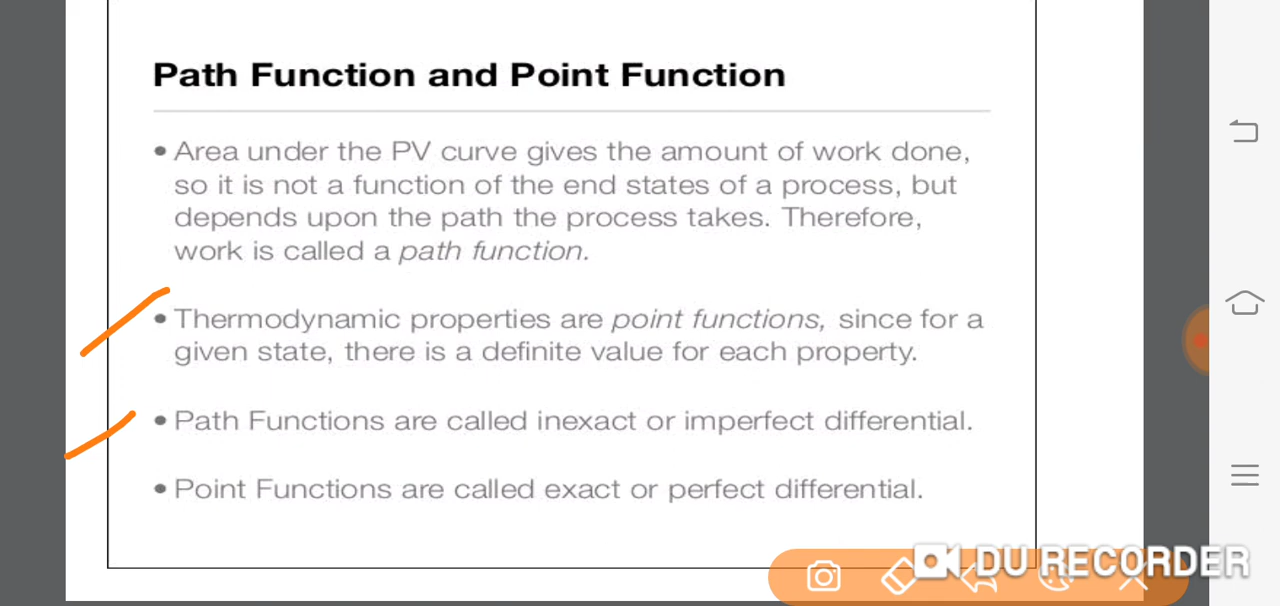 Path Function and Point Function
• Area under the PV curve gives the amount of work done,
so it is not a function of the end states of a process, but
depends upon the path the process takes. Therefore,
work is called a path function.
• Thermodynamic properties are point functions, since for a
given state, there is a definite value for each property.
• Path Functions are called inexact or imperfect differential.
• Point Functions are called exact or perfect differential.
DU RECORDER